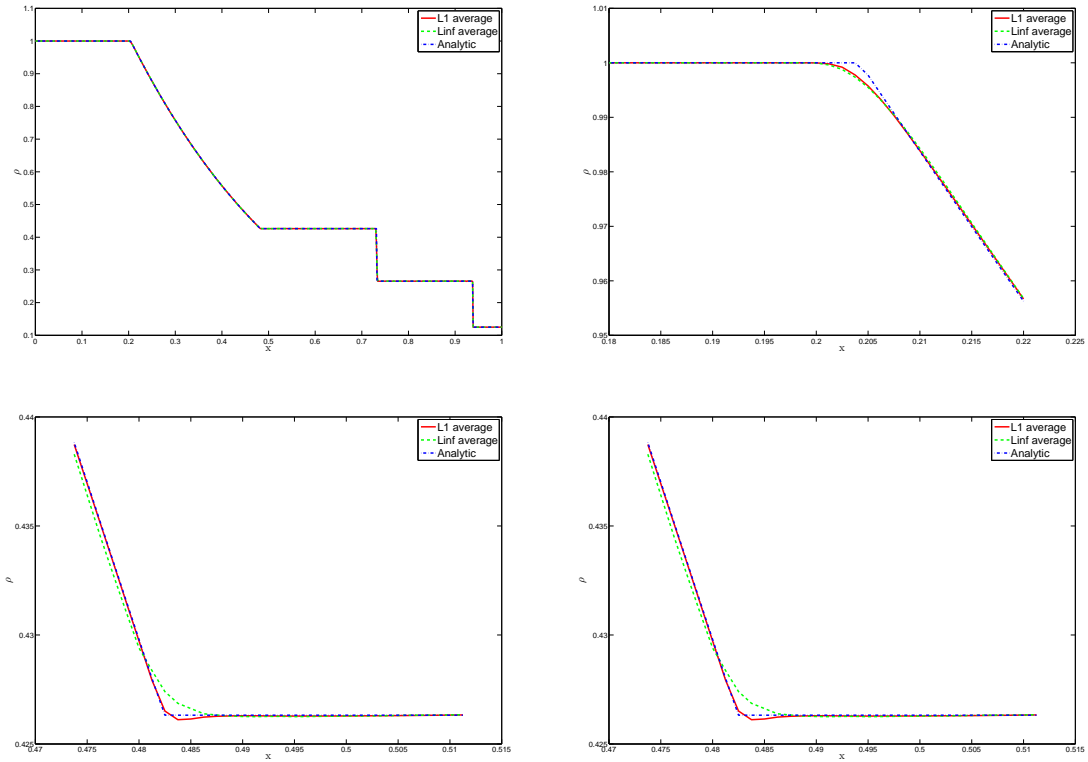 1.1
1
0.9
0.8
0.7
0.6
0.5
0.4
0.3
0.2
0.1
ρ
0 0.1 0.2 0.3 0.4 0.5 0.6 0.7 0.8 0.9 1
x
L1 average
Linf average
Analytic
1.01
1
0.99
0.98
0.97
0.96
0.95
ρ
0.18 0.185 0.19 0.195 0.2 0.205 0.21 0.215 0.22 0.225
x
L1 average
Linf average
Analytic
0.44
0.435
0.43
0.425
ρ
0.47 0.475 0.48 0.485 0.49 0.495 0.5 0.505 0.51 0.515
x
L1 average
Linf average
Analytic
0.44
0.435
0.43
0.425
ρ
0.47 0.475 0.48 0.485 0.49 0.495 0.5 0.505 0.51 0.515
x
L1 average
Linf average
Analytic